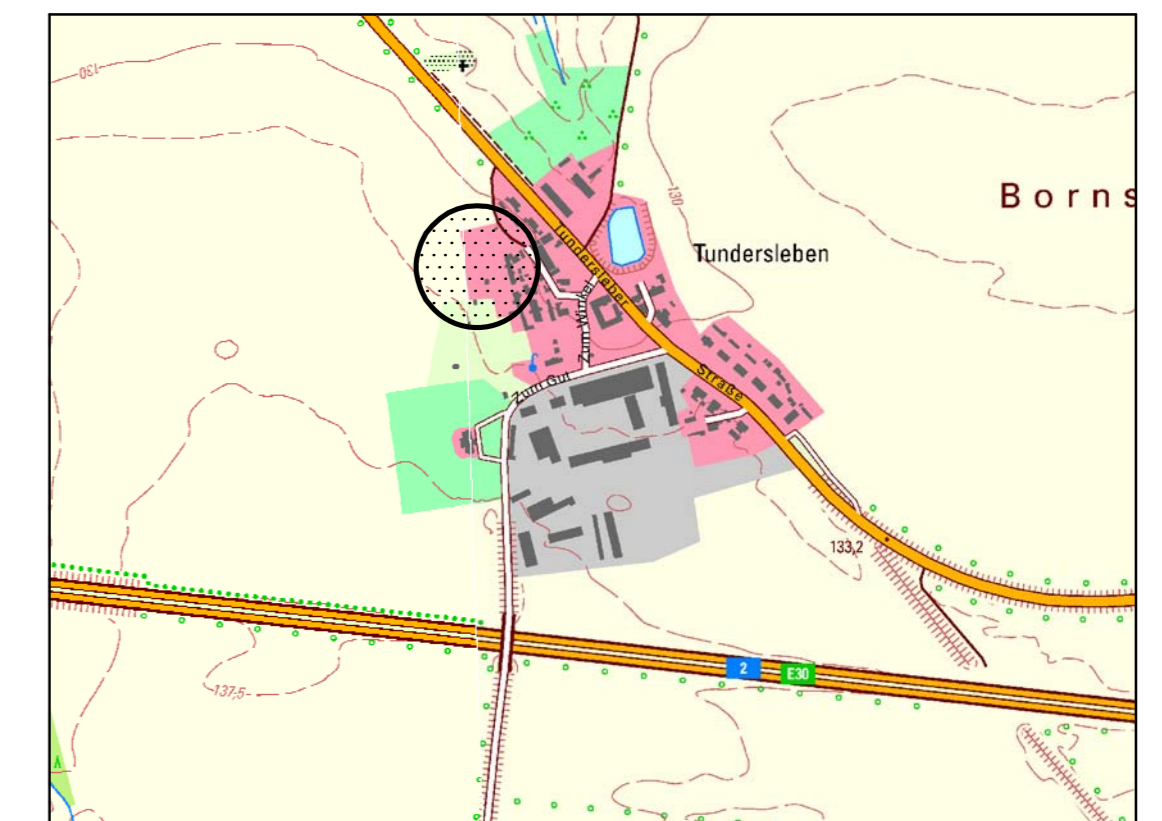 130
130
Borns
Tundersleben
Tundersleber
Zum Winkel
Straße
Zum Gut
133,2
2
E30
137,5